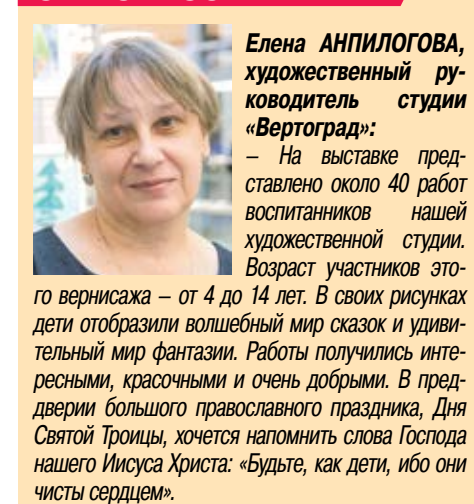 Елена АНПИЛОГОВА,
художественный ру-
ководитель студии
«Вертоград»:
– На выставке пред-
ставлено около 40 работ
воспитанников нашей
художественной студии.
Возраст участников это-
го вернисажа – от 4 до 14 лет. В своих рисунках
дети отобразили волшебный мир сказок и удиви-
тельный мир фантазии. Работы получились инте-
ресными, красочными и очень добрыми. В пред-
дверии большого православного праздника, Дня
Святой Троицы, хочется напомнить слова Господа
нашего Иисуса Христа: «Будьте, как дети, ибо они
чисты сердцем».